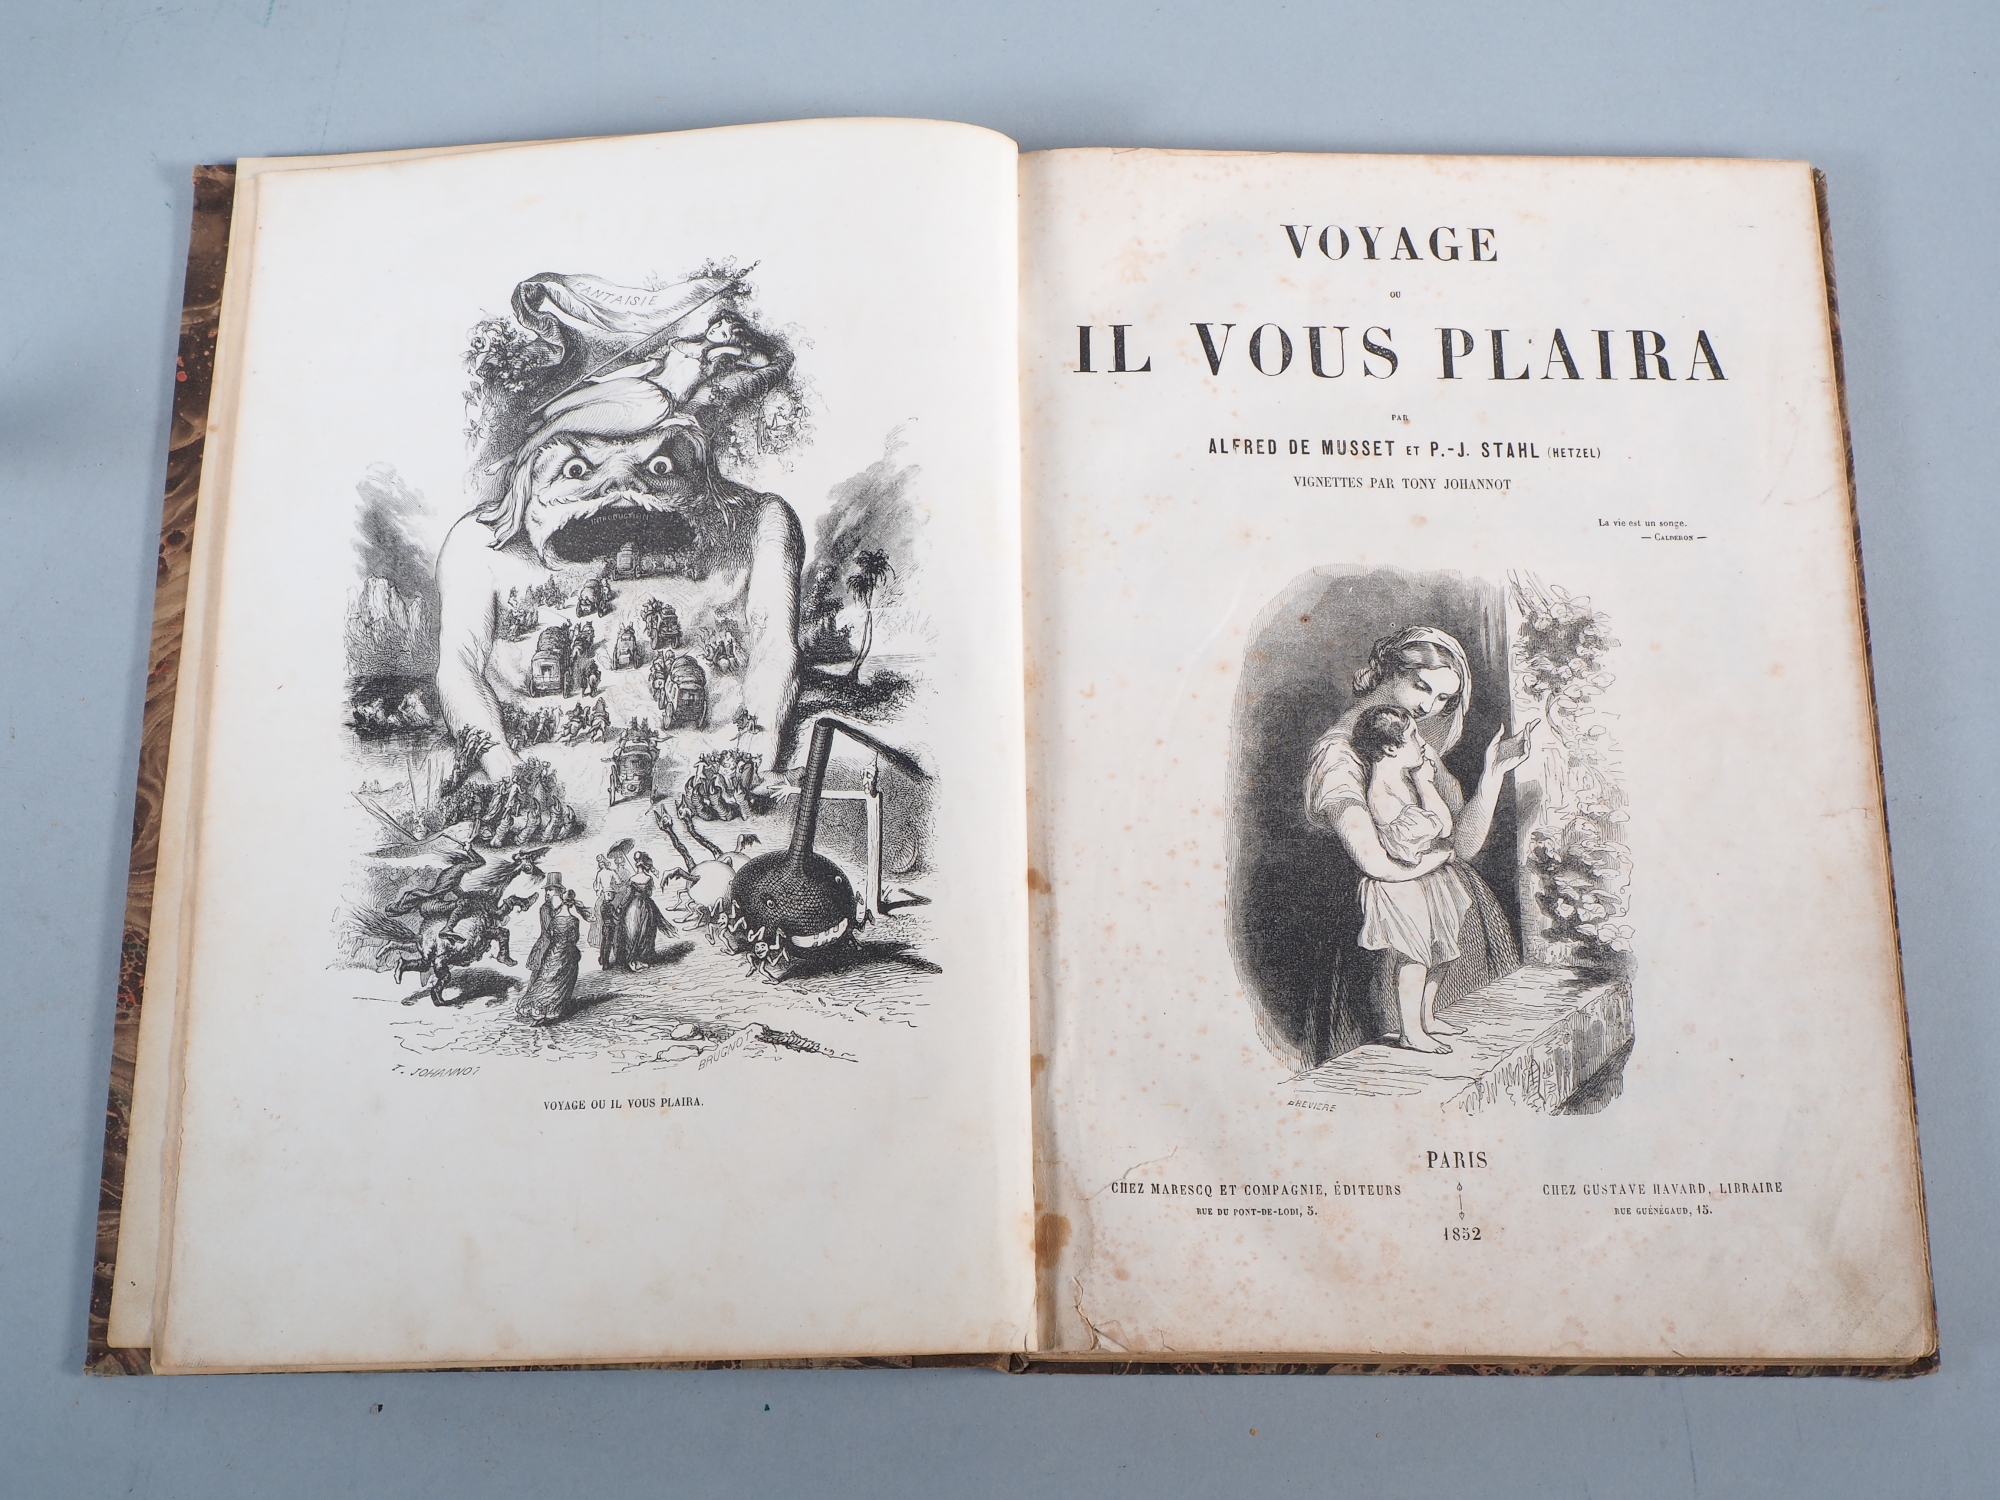 FANTAISIE
INTRODUCTION
T. JOHANNOT
BRUGNOT
VOYAGE OU IL VOUS PLAIRA.
VOYAGE
OU
IL VOUS PLAIRA
PAR
ALFRED DE MUSSET ET P.-J. STAHL (HETZEL)
VIGNETTES PAR TONY JOHANNOT
La vie est un songe.
— CALDERON —
BREVIERE
PARIS
CHEZ MARESCQ ET COMPAGNIE, ÉDITEURS
RUE DU PONT-DE-LODI, 5.
CHEZ GUSTAVE HAVARD, LIBRAIRE
RUE GUÉNÉGAUD, 15.
1852